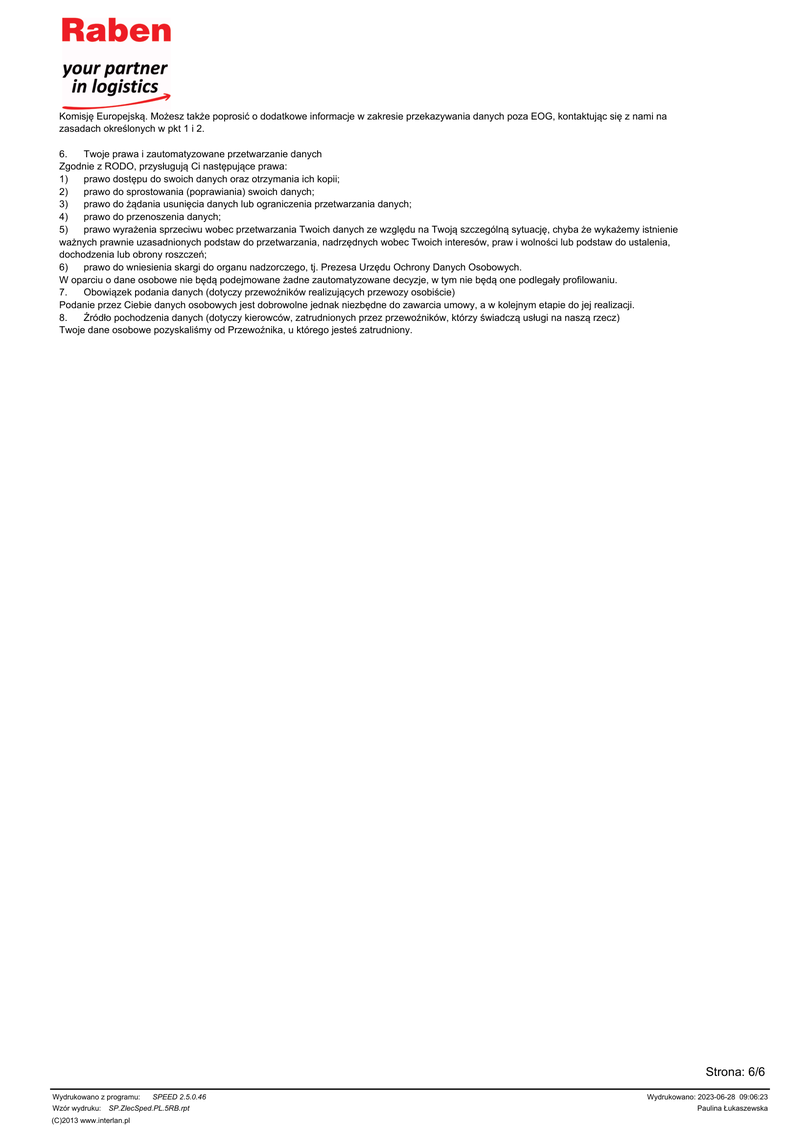 Raben
your partner
in logistics
Komisję Europejską. Możesz także poprosić o dodatkowe informacje w zakresie przekazywania danych poza EOG, kontaktując się z nami na
zasadach określonych w pkt 1 i 2.
6. Twoje prawa i zautomatyzowane przetwarzanie danych
Zgodnie z RODO, przysługują Ci następujące prawa:
1) prawo dostępu do swoich danych oraz otrzymania ich kopii;
2) prawo do sprostowania (poprawiania) swoich danych;
3) prawo do żądania usunięcia danych lub ograniczenia przetwarzania danych;
4) prawo do przenoszenia danych;
5) prawo wyrażenia sprzeciwu wobec przetwarzania Twoich danych ze względu na Twoją szczególną sytuację, chyba że wykażemy istnienie
ważnych prawnie uzasadnionych podstaw do przetwarzania, nadrzędnych wobec Twoich interesów, praw i wolności lub podstaw do ustalenia,
dochodzenia lub obrony roszczeń;
6) prawo do wniesienia skargi do organu nadzorczego, tj. Prezesa Urzędu Ochrony Danych Osobowych.
W oparciu o dane osobowe nie będą podejmowane żadne zautomatyzowane decyzje, w tym nie będą one podlegały profilowaniu.
7. Obowiązek podania danych (dotyczy przewoźników realizujących przewozy osobiście)
Podanie przez Ciebie danych osobowych jest dobrowolne jednak niezbędne do zawarcia umowy, a w kolejnym etapie do jej realizacji.
8. Źródło pochodzenia danych (dotyczy kierowców, zatrudnionych przez przewoźników, którzy świadczą usługi na naszą rzecz)
Twoje dane osobowe pozyskaliśmy od Przewoźnika, u którego jesteś zatrudniony.
Strona: 6/6
Wydrukowano z programu: SPEED 2.5.0.46
Wydrukowano: 2023-06-28 09:06:23
Wzór wydruku: SP.ZlecSped.PL.5RB.rpt
Paulina Łukaszewska
(C)2013 www.interlan.pl